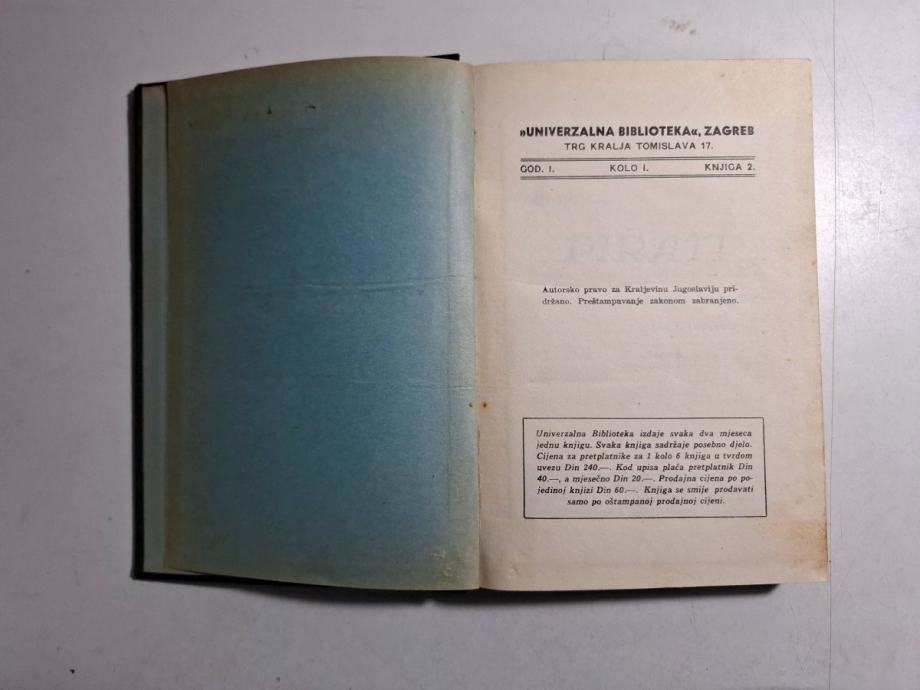 »UNIVERZALNA BIBLIOTEKA«, ZAGREB
TRG KRALJA TOMISLAVA 17.
GOD. I. KOLO I. KNJIGA 2.
PIRATI
Autorsko pravo za Kraljevinu Jugoslaviju pri-
držano. Preštampavanje zakonom zabranjeno.
Univerzalna Biblioteka izdaje svaka dva mjeseca
jednu knjigu. Svaka knjiga sadržaje posebno djelo.
Cijena za pretplatnike za 1 kolo 6 knjiga u tvrdom
uvezu Din 240.—. Kod upisa plaća pretplatnik Din
40.—, a mjesečno Din 20.—. Prodajna cijena po po-
jedinoj knjizi Din 60.—. Knjiga se smije prodavati
samo po oštampanoj prodajnoj cijeni.